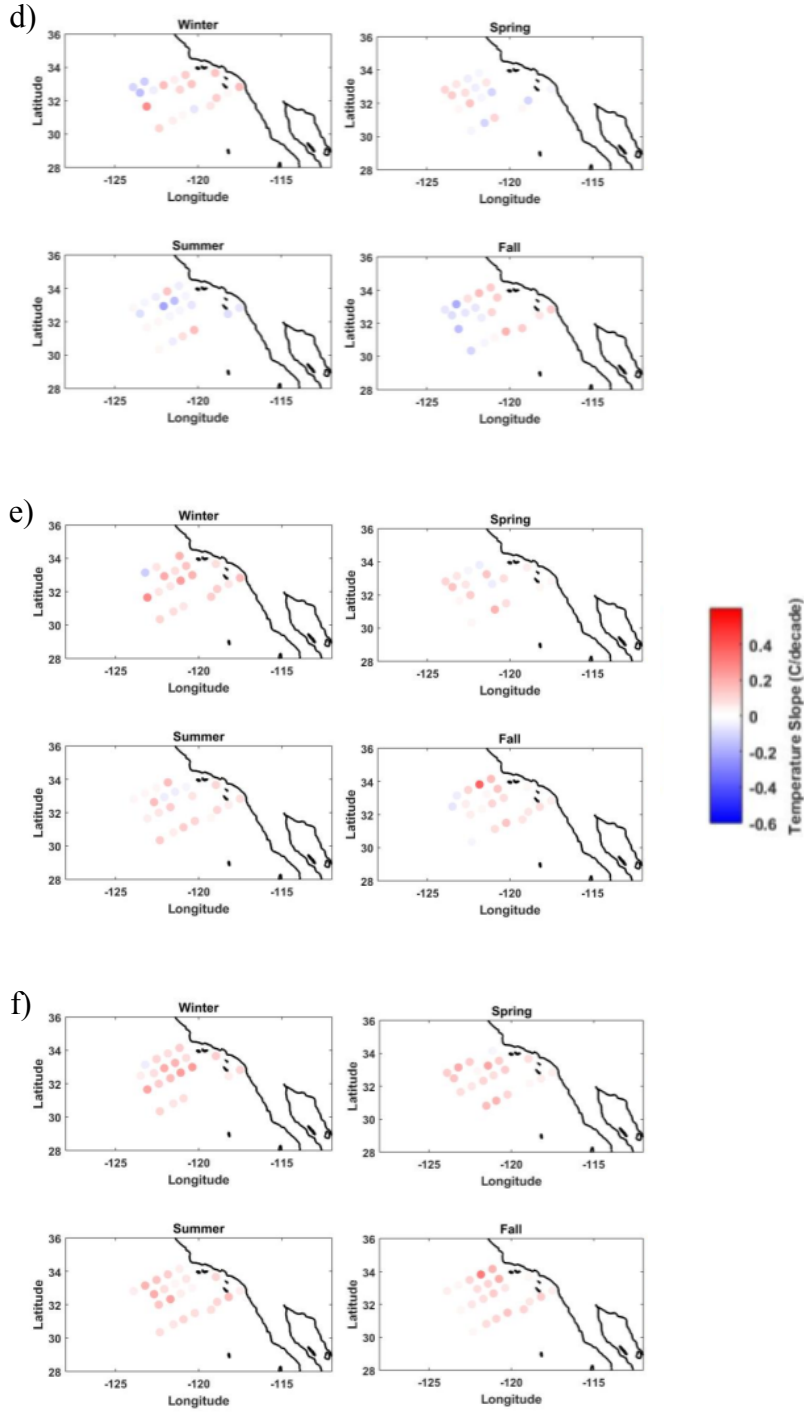 d)
Winter
Spring
36
34
32
30
28
Latitude
-125
-120
-115
Longitude
36
34
32
30
28
Latitude
-125
-120
-115
Longitude
Summer
Fall
36
34
32
30
28
Latitude
-125
-120
-115
Longitude
36
34
32
30
28
Latitude
-125
-120
-115
Longitude
e)
Winter
Spring
36
34
32
30
28
Latitude
-125
-120
-115
Longitude
36
34
32
30
28
Latitude
-125
-120
-115
Longitude
Summer
Fall
36
34
32
30
28
Latitude
-125
-120
-115
Longitude
36
34
32
30
28
Latitude
-125
-120
-115
Longitude
0.4
0.2
0
-0.2
-0.4
-0.6
Temperature Slope (C/decade)
f)
Winter
Spring
36
34
32
30
28
Latitude
-125
-120
-115
Longitude
36
34
32
30
28
Latitude
-125
-120
-115
Longitude
Summer
Fall
36
34
32
30
28
Latitude
-125
-120
-115
Longitude
36
34
32
30
28
Latitude
-125
-120
-115
Longitude